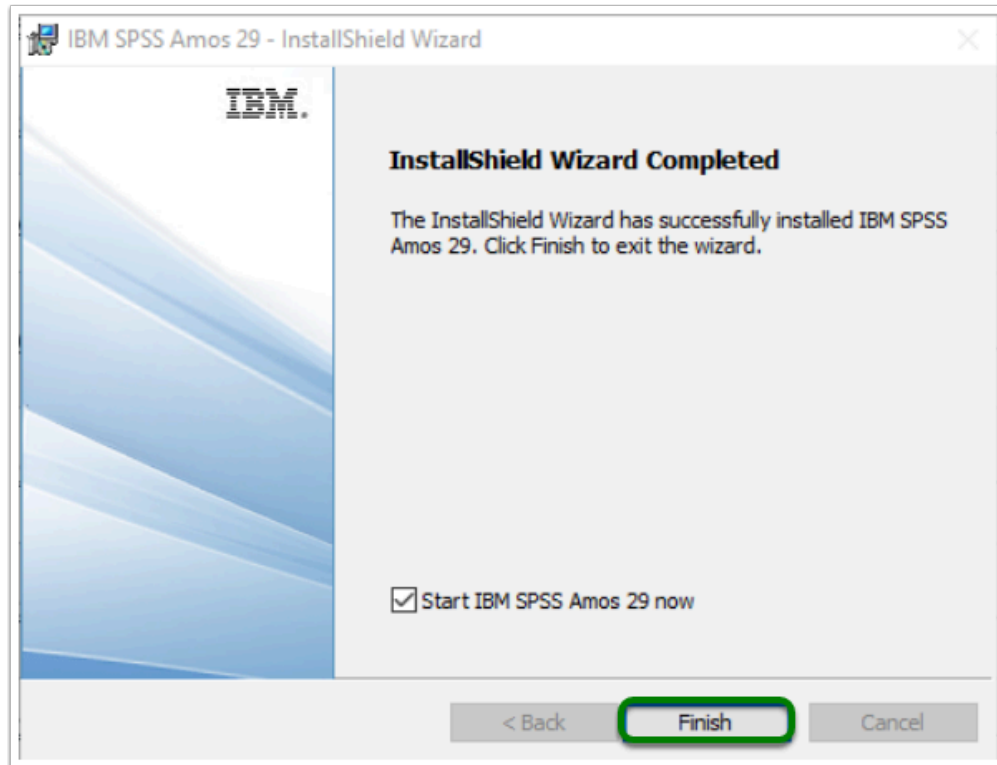 IBM SPSS Amos 29 - InstallShield Wizard
IBM.
InstallShield Wizard Completed
The InstallShield Wizard has successfully installed IBM SPSS
Amos 29. Click Finish to exit the wizard.
Start IBM SPSS Amos 29 now
< Back Finish Cancel